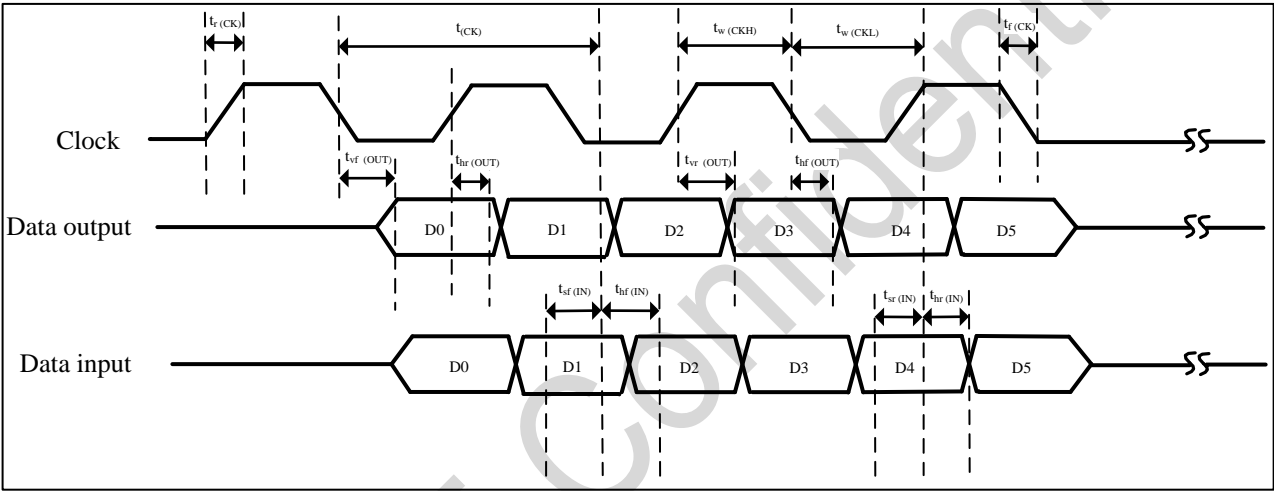 tr (CK)
t(CK)
tw (CKH)
tw (CKL)
tf (CK)
Clock
tvf (OUT)
thr (OUT)
tvr (OUT)
thf (OUT)
Data output
D0
D1
D2
D3
D4
D5
tsf (IN)
thf (IN)
tsr (IN)
thr (IN)
Data input
D0
D1
D2
D3
D4
D5